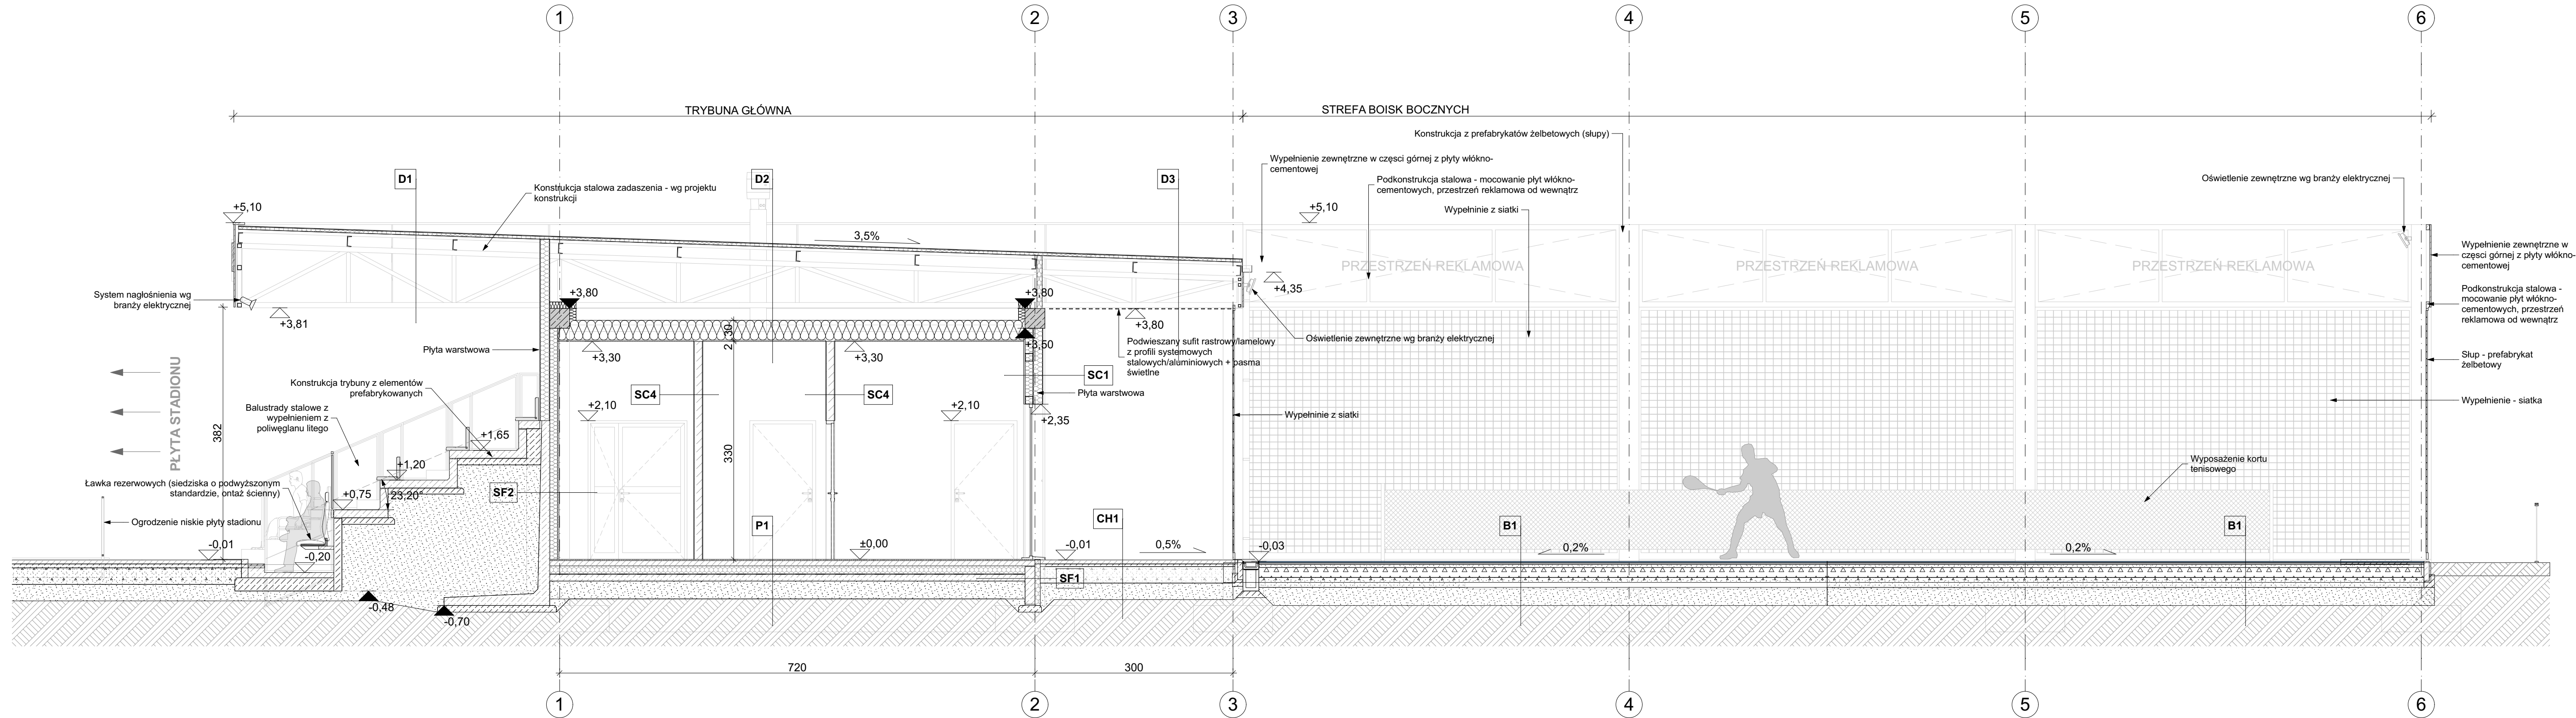 1
2
3
4
5
6
TRYBUNA GŁÓWNA
STREFA BOISK BOCZNYCH
Konstrukcja z prefabrykatów żelbetowych (słupy)
Wypełnienie zewnętrzne w częsci górnej z płyty włókno-
cementowej
D1
D2
D3
Konstrukcja stalowa zadaszenia - wg projektu
konstrukcji
Podkonstrukcja stalowa - mocowanie płyt włókno-
cementowych, przestrzeń reklamowa od wewnątrz
Oświetlenie zewnętrzne wg branży elektrycznej
+5,10
+5,10
Wypełninie z siatki
3,5%
Wypełnienie zewnętrzne w
częsci górnej z płyty włókno-
cementowej
PRZESTRZEŃ REKLAMOWA
PRZESTRZEŃ REKLAMOWA
PRZESTRZEŃ REKLAMOWA
+4,35
System nagłośnienia wg
branży elektrycznej
+3,81
+3,80
+3,80
+3,80
Podkonstrukcja stalowa -
mocowanie płyt włókno-
cementowych, przestrzeń
reklamowa od wewnątrz
30
2
+3,50
Oświetlenie zewnętrzne wg branży elektrycznej
Podwieszany sufit rastrowy/lamelowy
z profili systemowych
stalowych/aluminiowych + pasma
świetlne
Płyta warstwowa
+3,30
+3,30
Słup - prefabrykat
żelbetowy
PŁYTA STADIONU
Konstrukcja trybuny z elementów
prefabrykowanych
SC1
SC4
SC4
Płyta warstwowa
Balustrady stalowe z
wypełnieniem z
poliwęglanu litego
+2,10
+2,10
+2,35
Wypełninie z siatki
Wypełnienie - siatka
382
+1,65
330
Wyposażenie kortu
tenisowego
+1,20
Ławka rezerwowych (siedziska o podwyższonym
standardzie, ontaż ścienny)
+0,75
23,20°
SF2
Ogrodzenie niskie płyty stadionu
P1
CH1
B1
B1
-0,01
-0,20
±0,00
-0,01
0,5%
-0,03
0,2%
0,2%
SF1
-0,48
-0,70
720
300
1
2
3
4
5
6